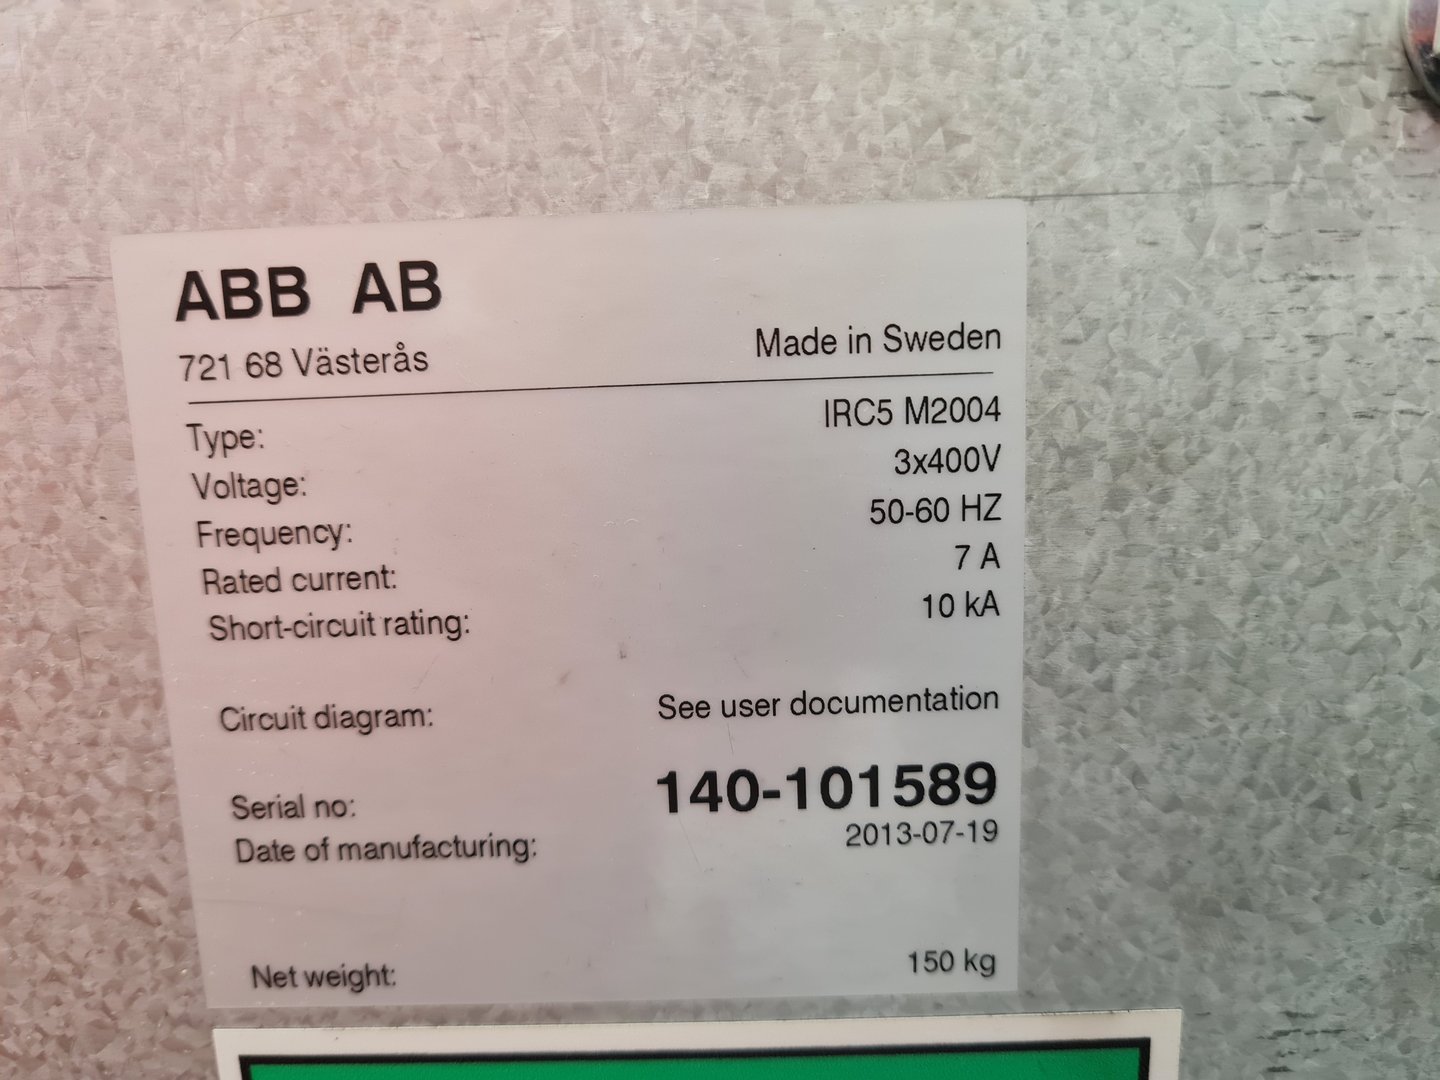 ABB AB
721 68 Västerås
Made in Sweden
Type: IRC5 M2004
Voltage: 3x400V
Frequency: 50-60 HZ
Rated current: 7 A
Short-circuit rating: 10 kA
Circuit diagram: See user documentation
Serial no: 140-101589
Date of manufacturing: 2013-07-19
Net weight: 150 kg